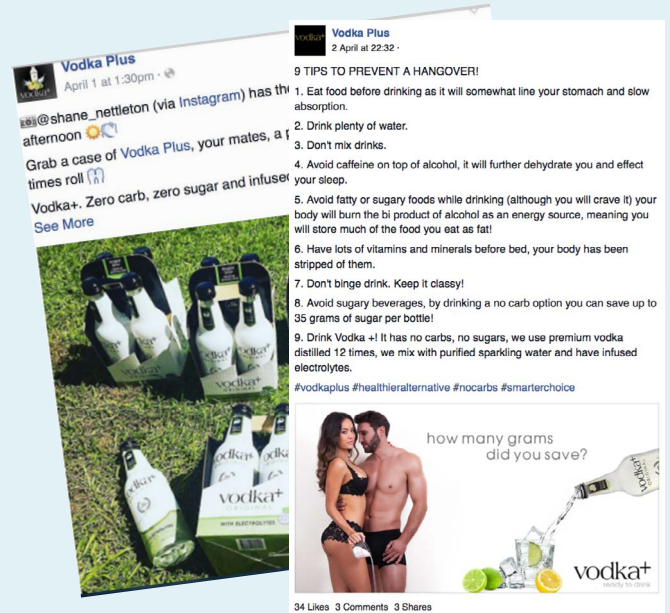 Vodka Plus
April 1 at 1:30pm ·
@shane_nettleton (via Instagram) has the
afternoon
Grab a case of Vodka Plus, your mates, a
times roll
Vodka+. Zero carb, zero sugar and infused
See More
vodka+
ORIGINAL
WITH ELECTROLYTES
vodka+
Vodka Plus
2 April at 22:32 ·
9 TIPS TO PREVENT A HANGOVER!
1. Eat food before drinking as it will somewhat line your stomach and slow
absorption.
2. Drink plenty of water.
3. Don't mix drinks.
4. Avoid caffeine on top of alcohol, it will further dehydrate you and effect
your sleep.
5. Avoid fatty or sugary foods while drinking (although you will crave it) your
body will burn the bi product of alcohol as an energy source, meaning you
will store much of the food you eat as fat!
6. Have lots of vitamins and minerals before bed, your body has been
stripped of them.
7. Don't binge drink. Keep it classy!
8. Avoid sugary beverages, by drinking a no carb option you can save up to
35 grams of sugar per bottle!
9. Drink Vodka +! It has no carbs, no sugars, we use premium vodka
distilled 12 times, we mix with purified sparkling water and have infused
electrolytes.
#vodkaplus #healthieralternative #nocarbs #smarterchoice
how many grams
did you save?
vodka+
vodka+
ready to drink
34 Likes 3 Comments 3 Shares